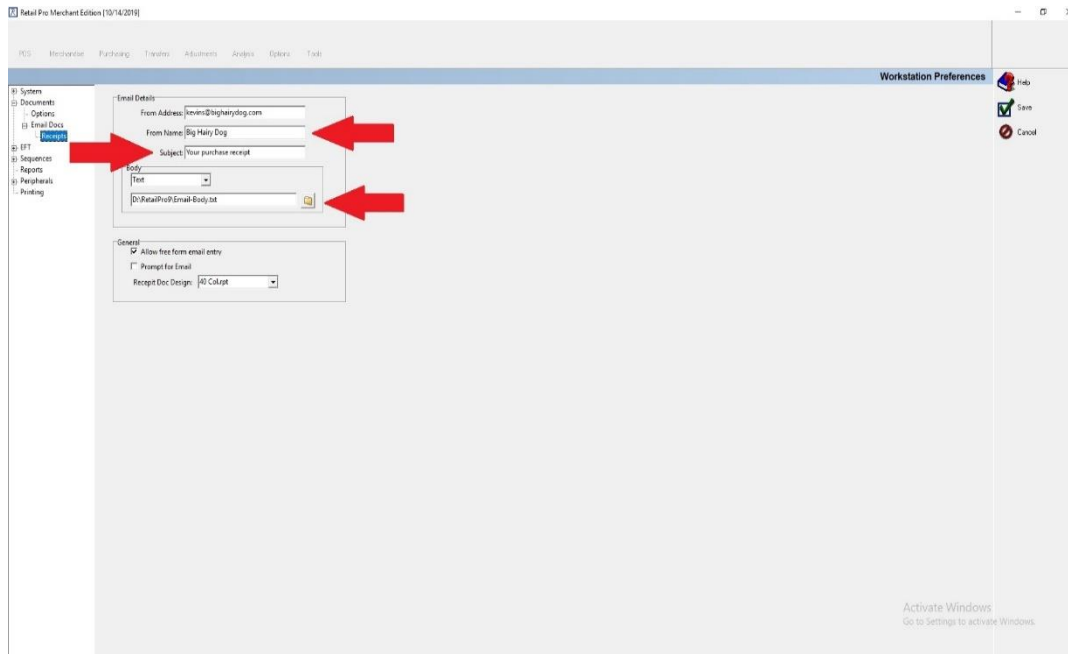 Retail Pro Merchant Edition [10/14/2019]
POS Merchandise Purchasing Transfers Adjustments Analysis Options Tools
Workstation Preferences
Help
Save
Cancel
System
Documents
Options
Email Docs
Receipts
EFT
Sequences
Reports
Peripherals
Printing
Email Details
From Address: kevins@bighairydog.com
From Name: Big Hairy Dog
Subject: Your purchase receipt
Body
Text
D:\RetailPro9\Email-Body.txt
General
Allow free form email entry
Prompt for Email
Recepit Doc Design: 40 Col.rpt
Activate Windows
Go to Settings to activate Windows.